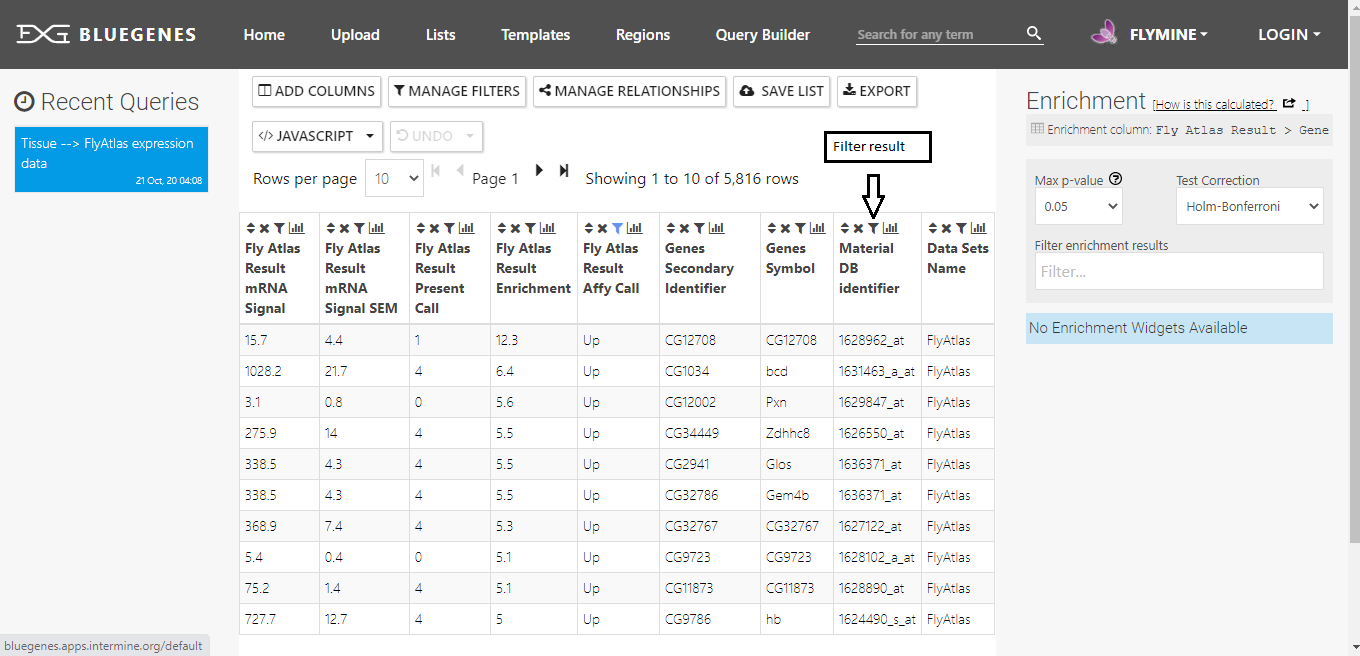 BLUEGENES Home Upload Lists Templates Regions Query Builder Search for any term FLYMINE LOGIN
Recent Queries
Tissue --> FlyAtlas expression
data
21 Oct, 20 04:08
ADD COLUMNS MANAGE FILTERS MANAGE RELATIONSHIPS SAVE LIST EXPORT
</> JAVASCRIPT UNDO
Filter result
Rows per page 10 Page 1 Showing 1 to 10 of 5,816 rows
Fly Atlas Result mRNA Signal
Fly Atlas Result mRNA Signal SEM
Fly Atlas Result Present Call
Fly Atlas Result Enrichment
Fly Atlas Result Affy Call
Genes Secondary Identifier
Genes Symbol
Material DB identifier
Data Sets Name
15.7 4.4 1 12.3 Up CG12708 CG12708 1628962_at FlyAtlas
1028.2 21.7 4 6.4 Up CG1034 bcd 1631463_a_at FlyAtlas
3.1 0.8 0 5.6 Up CG12002 Pxn 1629847_at FlyAtlas
275.9 14 4 5.5 Up CG34449 Zdhhc8 1626550_at FlyAtlas
338.5 4.3 4 5.5 Up CG2941 Glos 1636371_at FlyAtlas
338.5 4.3 4 5.5 Up CG32786 Gem4b 1636371_at FlyAtlas
368.9 7.4 4 5.3 Up CG32767 CG32767 1627122_at FlyAtlas
5.4 0.4 0 5.1 Up CG9723 CG9723 1628102_a_at FlyAtlas
75.2 1.4 4 5.1 Up CG11873 CG11873 1628890_at FlyAtlas
727.7 12.7 4 5 Up CG9786 hb 1624490_s_at FlyAtlas
Enrichment [How is this calculated? ]
Enrichment column: Fly Atlas Result > Gene
Max p-value Test Correction
0.05 Holm-Bonferroni
Filter enrichment results
Filter...
No Enrichment Widgets Available
bluegenes.apps.intermine.org/default